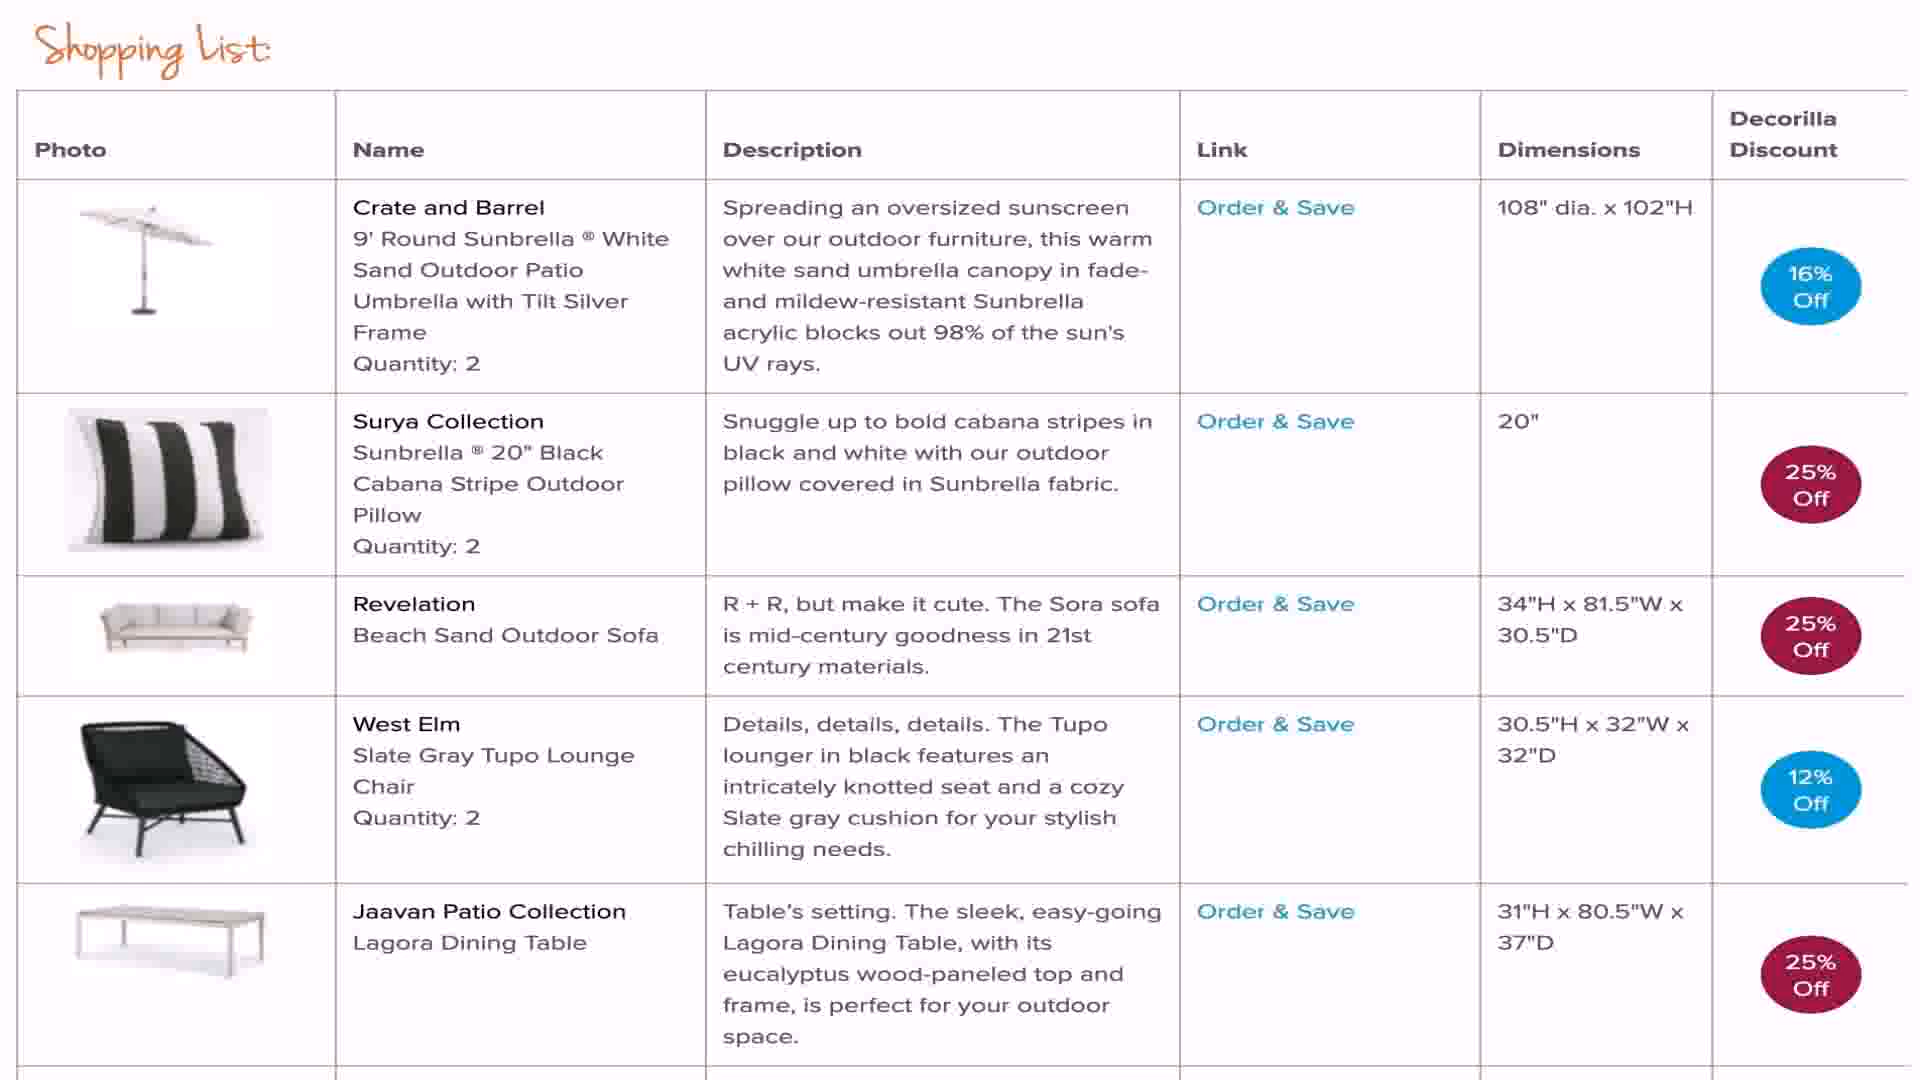 Shopping List:
Photo
Name
Description
Link
Dimensions
Decorilla
Discount
Crate and Barrel
9' Round Sunbrella ® White
Sand Outdoor Patio
Umbrella with Tilt Silver
Frame
Quantity: 2
Spreading an oversized sunscreen
over our outdoor furniture, this warm
white sand umbrella canopy in fade-
and mildew-resistant Sunbrella
acrylic blocks out 98% of the sun's
UV rays.
Order & Save
108" dia. x 102"H
16%
Off
Surya Collection
Sunbrella ® 20" Black
Cabana Stripe Outdoor
Pillow
Quantity: 2
Snuggle up to bold cabana stripes in
black and white with our outdoor
pillow covered in Sunbrella fabric.
Order & Save
20"
25%
Off
Revelation
Beach Sand Outdoor Sofa
R + R, but make it cute. The Sora sofa
is mid-century goodness in 21st
century materials.
Order & Save
34"H x 81.5"W x
30.5"D
25%
Off
West Elm
Slate Gray Tupo Lounge
Chair
Quantity: 2
Details, details, details. The Tupo
lounger in black features an
intricately knotted seat and a cozy
Slate gray cushion for your stylish
chilling needs.
Order & Save
30.5"H x 32"W x
32"D
12%
Off
Jaavan Patio Collection
Lagora Dining Table
Table's setting. The sleek, easy-going
Lagora Dining Table, with its
eucalyptus wood-paneled top and
frame, is perfect for your outdoor
space.
Order & Save
31"H x 80.5"W x
37"D
25%
Off